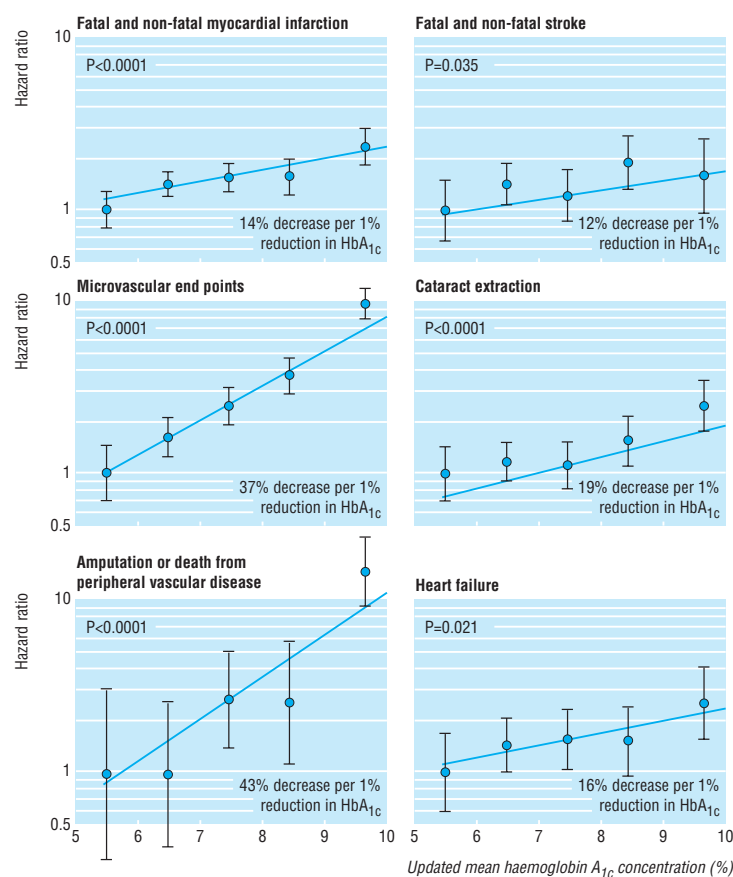 Fatal and non-fatal myocardial infarction
Hazard ratio
10
1
0.5
P<0.0001
14% decrease per 1%
reduction in HbA1c
Fatal and non-fatal stroke
P=0.035
12% decrease per 1%
reduction in HbA1c
Microvascular end points
Hazard ratio
10
1
0.5
P<0.0001
37% decrease per 1%
reduction in HbA1c
Cataract extraction
P<0.0001
19% decrease per 1%
reduction in HbA1c
Amputation or death from
peripheral vascular disease
Hazard ratio
10
1
0.5
P<0.0001
43% decrease per 1%
reduction in HbA1c
5 6 7 8 9 10
Heart failure
P=0.021
16% decrease per 1%
reduction in HbA1c
5 6 7 8 9 10
Updated mean haemoglobin A1c concentration (%)